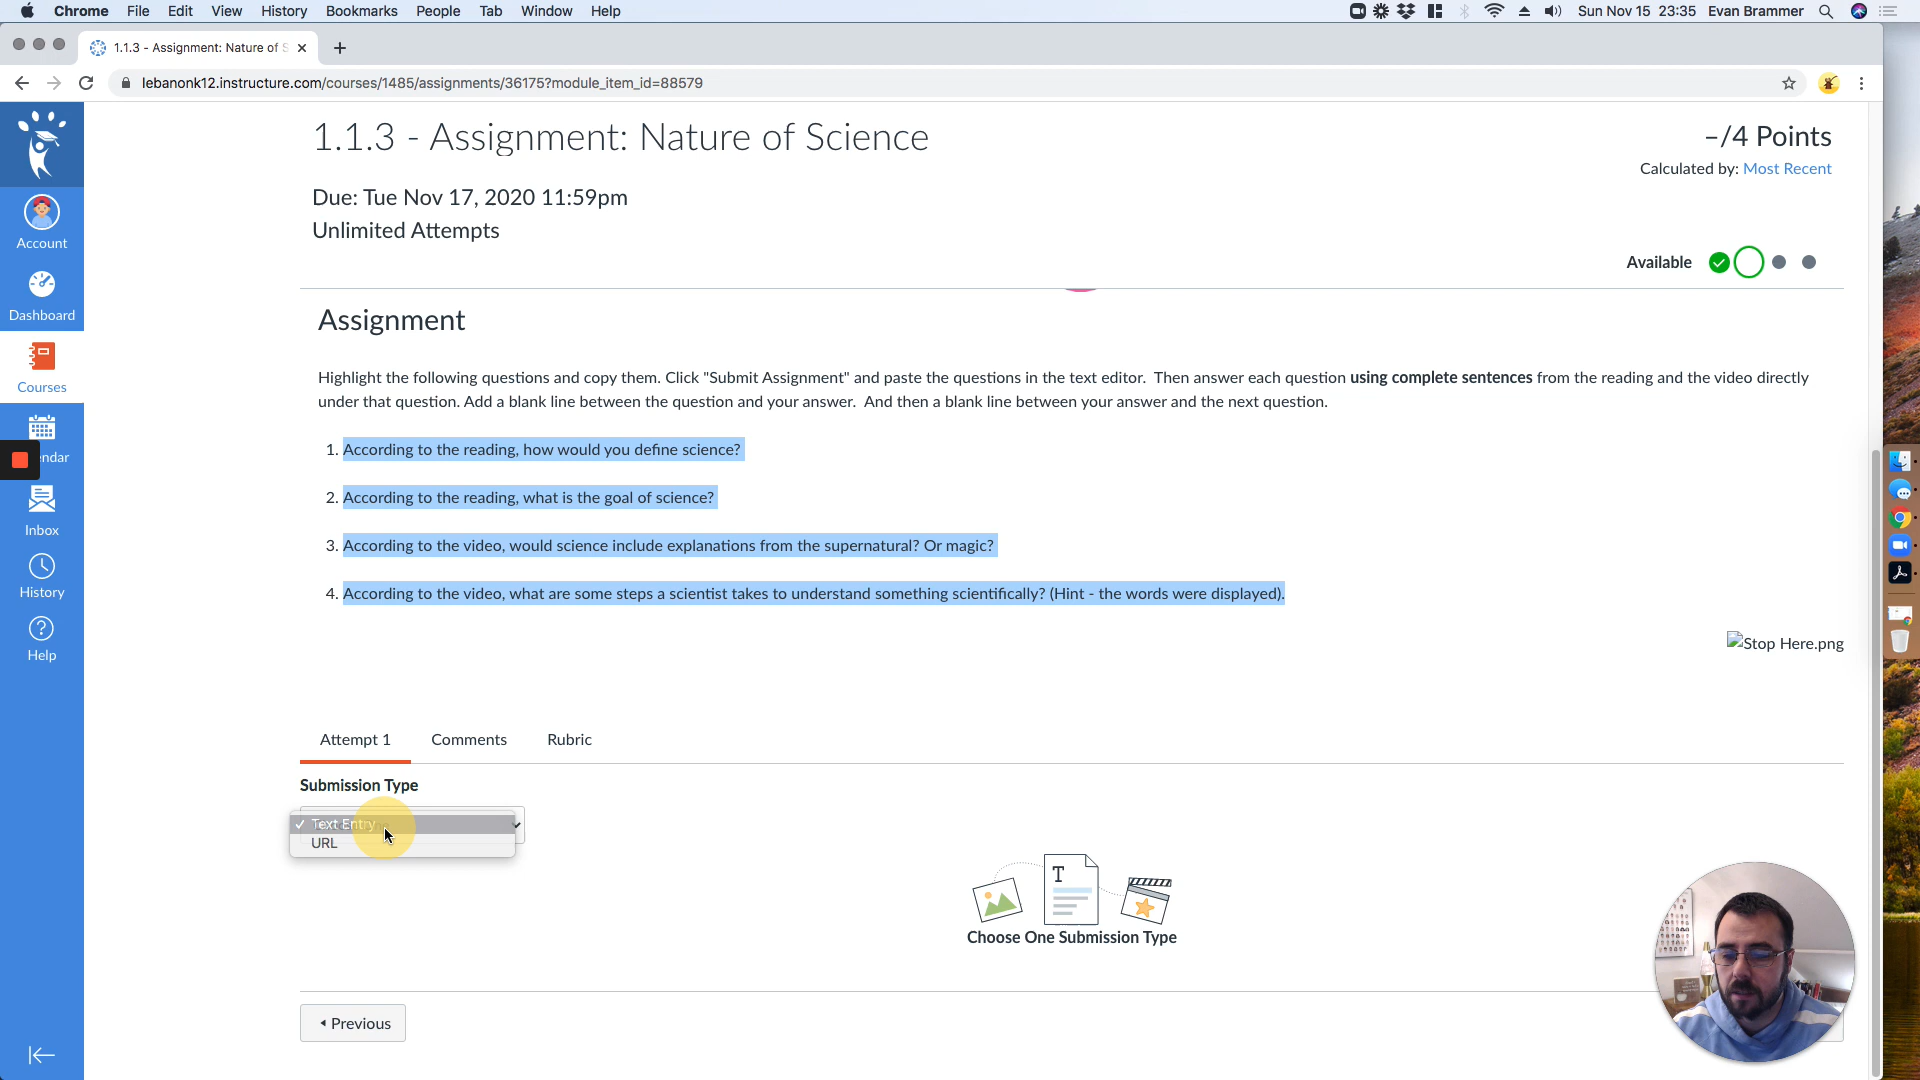 Chrome File Edit View History Bookmarks People Tab Window Help Sun Nov 15 23:35 Evan Brammer
1.1.3 - Assignment: Nature of S
lebanonk12.instructure.com/courses/1485/assignments/36175?module_item_id=88579
1.1.3 - Assignment: Nature of Science
–/4 Points
Calculated by: Most Recent
Due: Tue Nov 17, 2020 11:59pm
Unlimited Attempts
Available
Account
Dashboard
Courses
endar
Inbox
History
Help
Assignment
Highlight the following questions and copy them. Click "Submit Assignment" and paste the questions in the text editor. Then answer each question using complete sentences from the reading and the video directly
under that question. Add a blank line between the question and your answer. And then a blank line between your answer and the next question.
1. According to the reading, how would you define science?
2. According to the reading, what is the goal of science?
3. According to the video, would science include explanations from the supernatural? Or magic?
4. According to the video, what are some steps a scientist takes to understand something scientifically? (Hint - the words were displayed).
Stop Here.png
Attempt 1 Comments Rubric
Submission Type
✓ Text Entry
URL
T
Choose One Submission Type
Previous